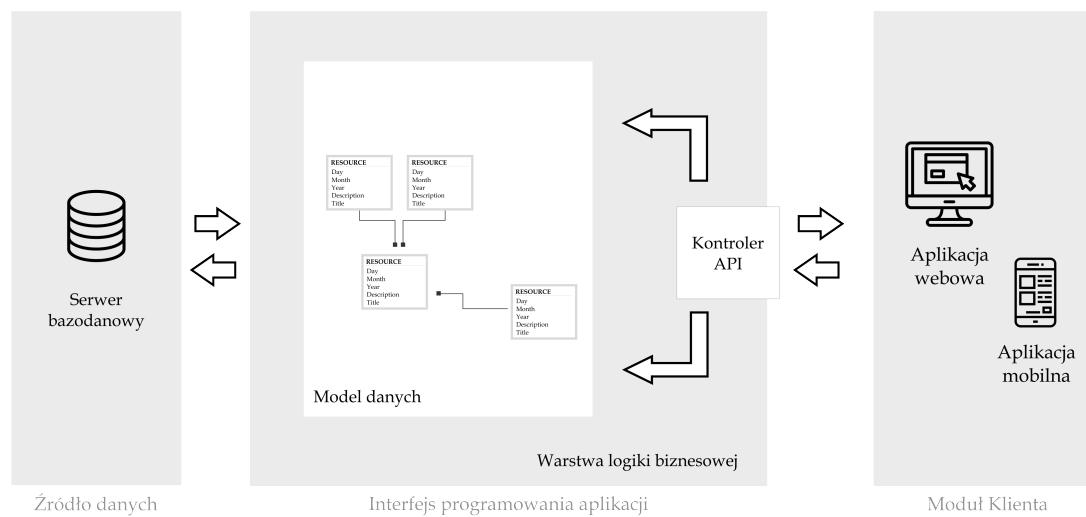 Serwer
bazodanowy
Źródło danych
RESOURCE
Day
Month
Year
Description
Title
RESOURCE
Day
Month
Year
Description
Title
RESOURCE
Day
Month
Year
Description
Title
RESOURCE
Day
Month
Year
Description
Title
Model danych
Kontroler
API
Warstwa logiki biznesowej
Interfejs programowania aplikacji
Aplikacja
webowa
Aplikacja
mobilna
Moduł Klienta